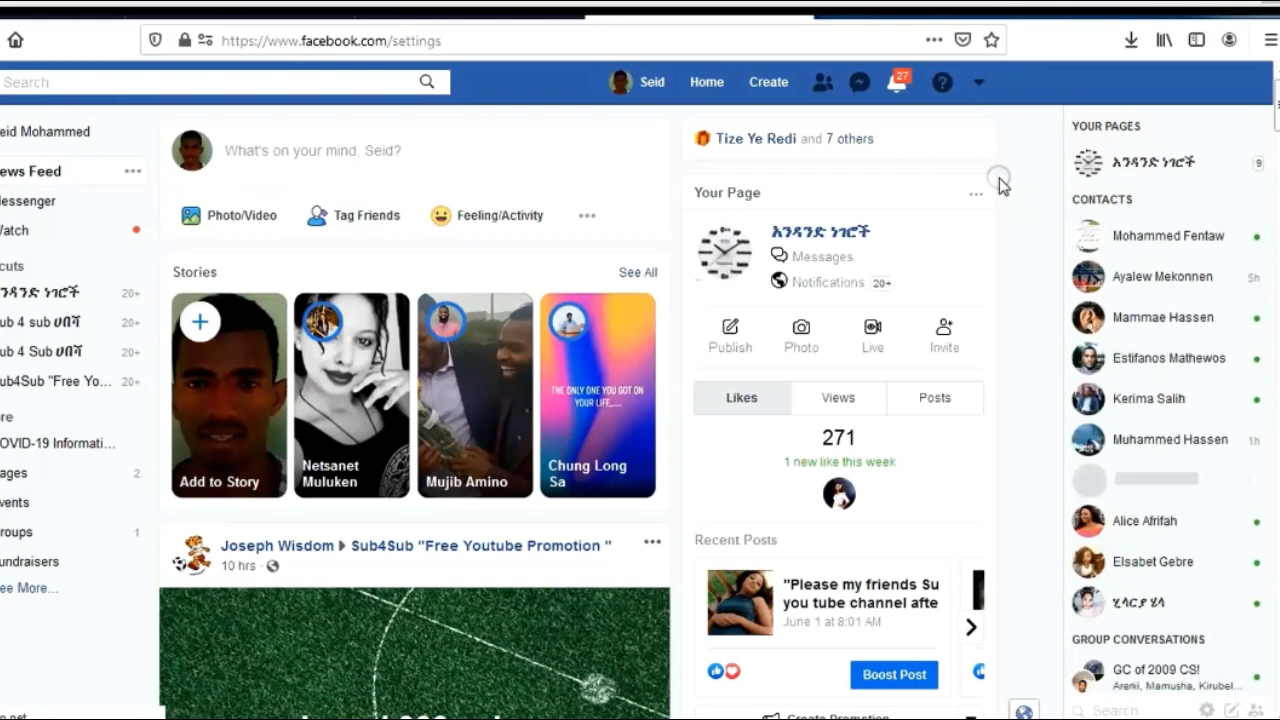 https://www.facebook.com/settings
Search
Seid
Home
Create
27
eid Mohammed
ews Feed
essenger
atch
cuts
ንዳንድ ነገሮች 20+
ub 4 sub ሀበሻ 20+
ub 4 Sub ሀበሻ 20+
ub4Sub "Free Yo... 20+
re
OVID-19 Informati...
ages 2
vents
roups 1
undraisers
ee More...
What's on your mind, Seid?
Photo/Video
Tag Friends
Feeling/Activity
Stories
See All
Add to Story
Netsanet
Muluken
Mujib Amino
THE ONLY ONE YOU GOT ON
YOUR LIFE,....
Chung Long
Sa
Joseph Wisdom Sub4Sub "Free Youtube Promotion "
10 hrs
Tize Ye Redi and 7 others
Your Page
አንዳንድ ነገሮች
Messages
Notifications 20+
Publish
Photo
Live
Invite
Likes
Views
Posts
271
1 new like this week
Recent Posts
"Please my friends Su
you tube channel afte
June 1 at 8:01 AM
Boost Post
Create Promotion
YOUR PAGES
አንዳንድ ነገሮች 9
CONTACTS
Mohammed Fentaw
Ayalew Mekonnen 5h
Mammae Hassen
Estifanos Mathewos
Kerima Salih
Muhammed Hassen 1h
Alice Afrifah
Elsabet Gebre
GROUP CONVERSATIONS
GC of 2009 CS!
Arerki, Mamusha, Kirubel...
Search